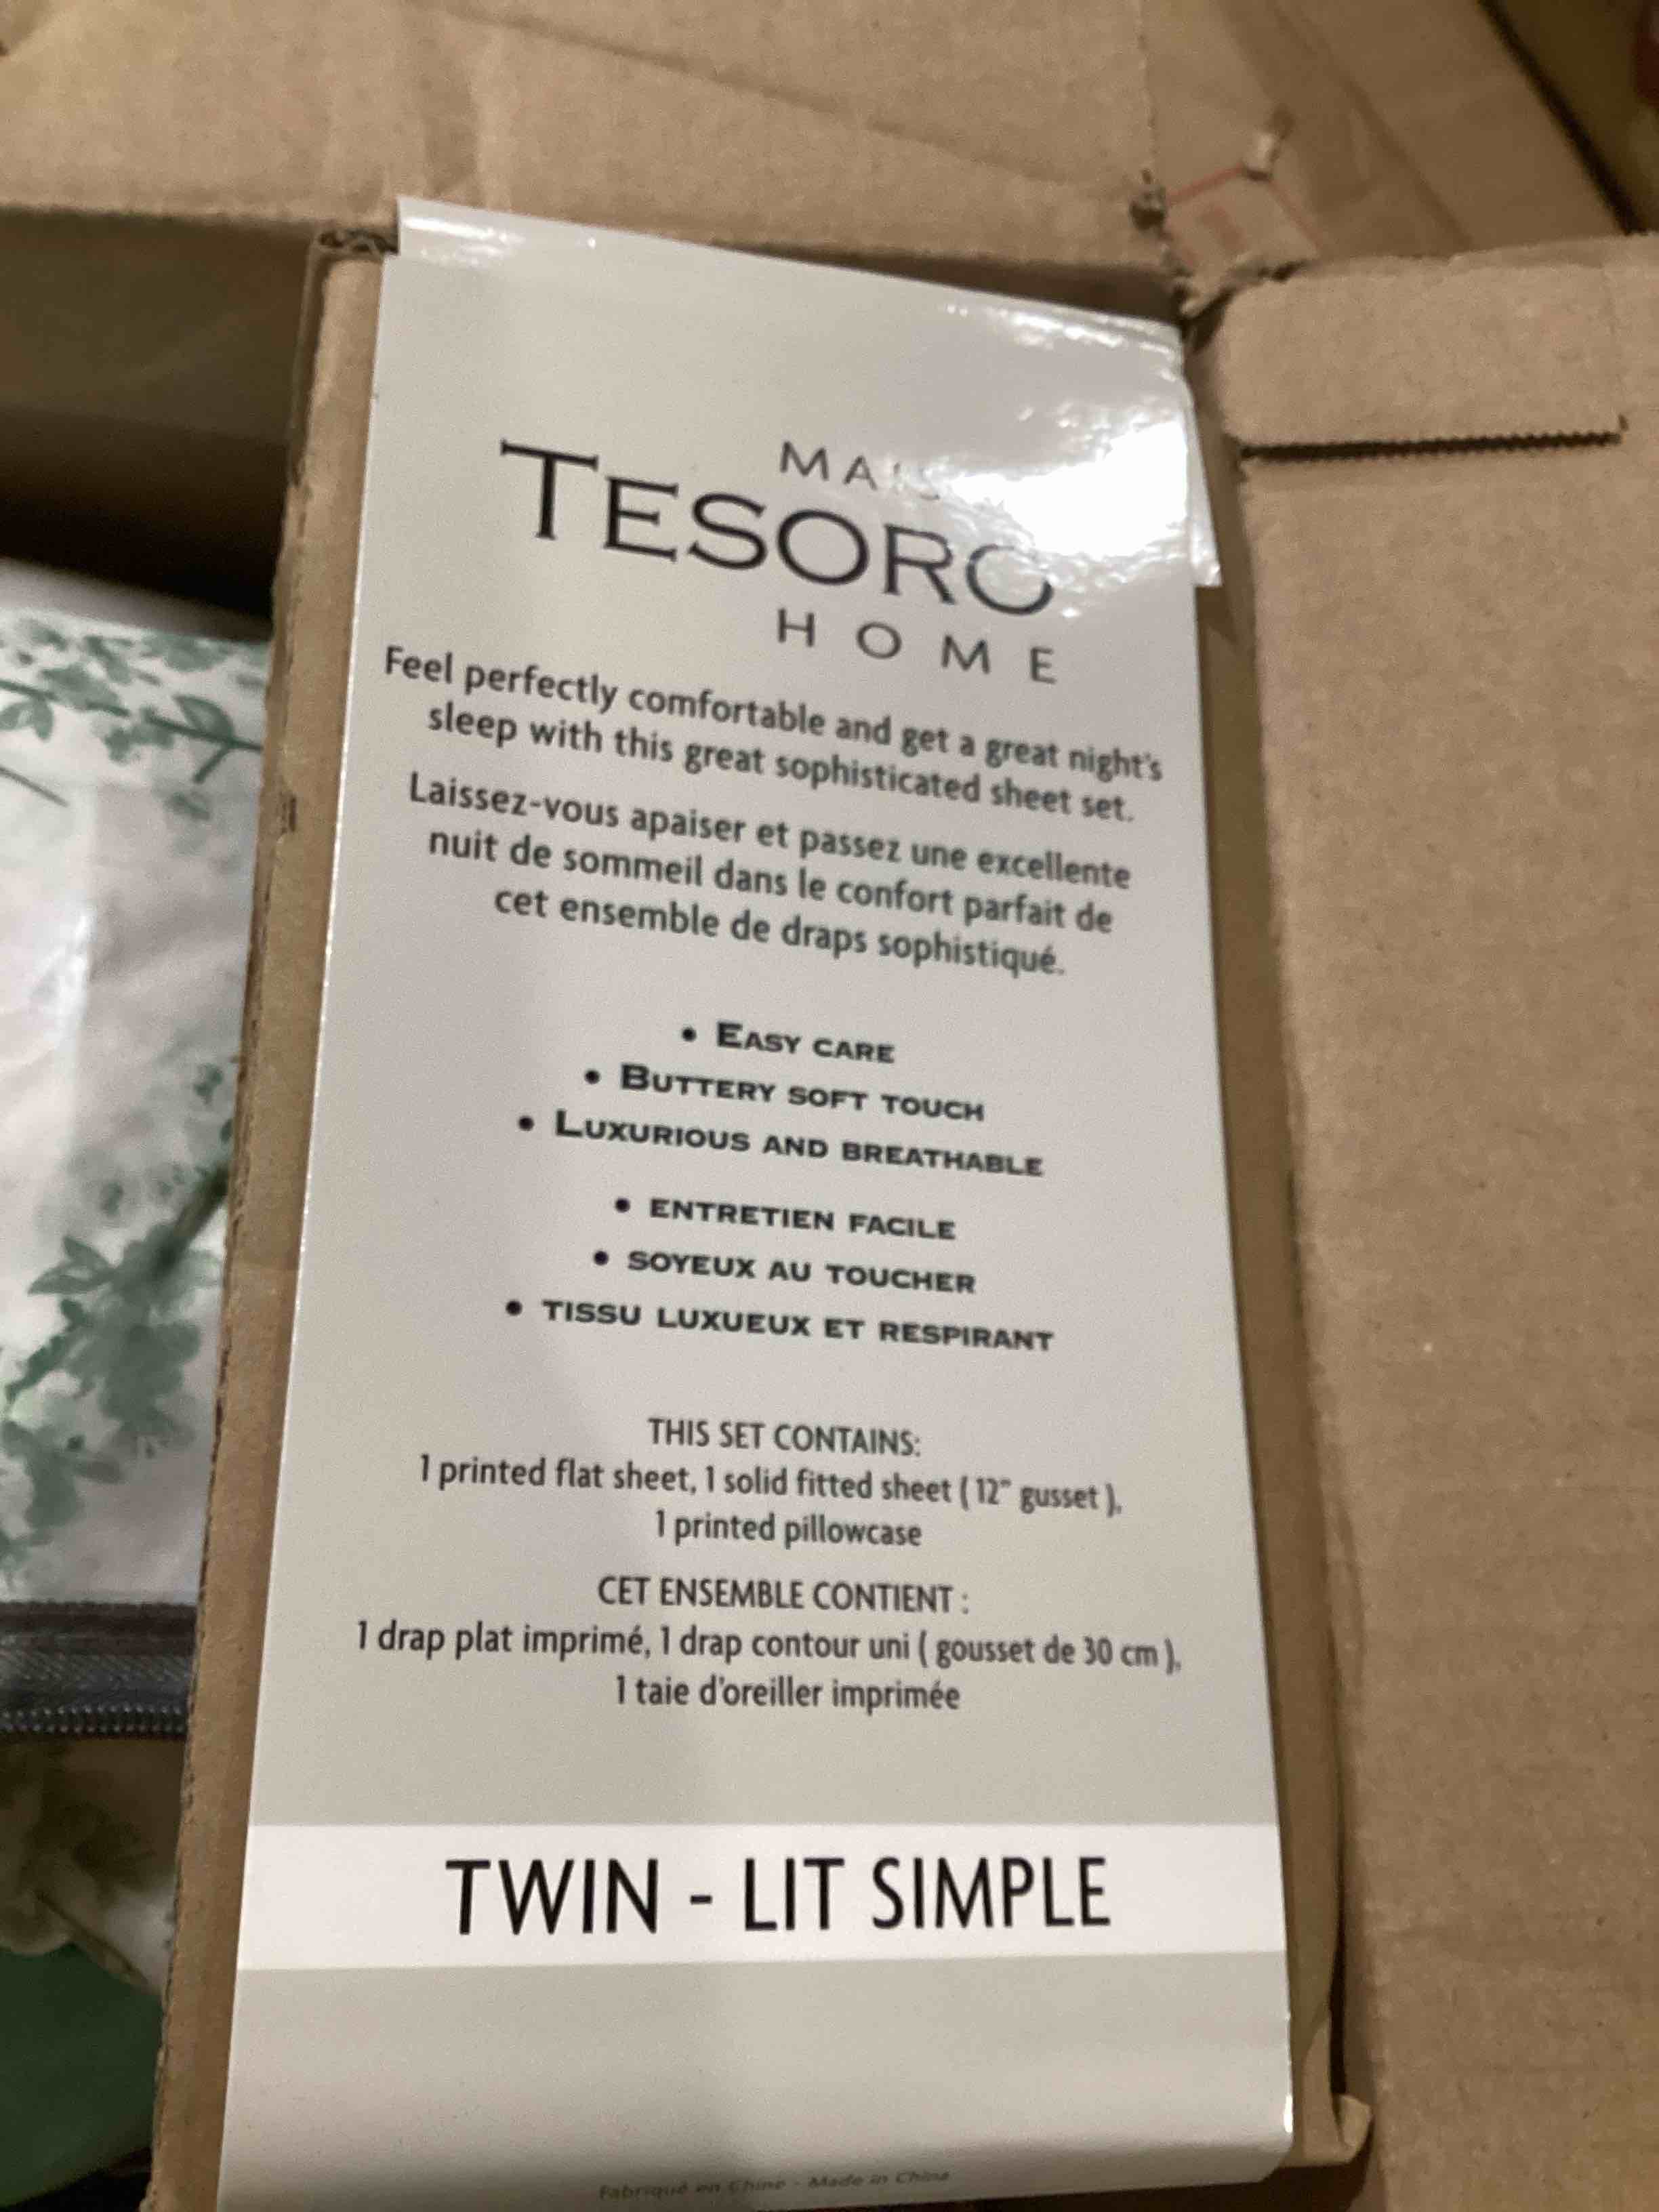 TESORO
HOME
Feel perfectly comfortable and get a great night's
sleep with this great sophisticated sheet set.
Laissez-vous apaiser et passez une excellente
nuit de sommeil dans le confort parfait de
cet ensemble de draps sophistiqué.
• EASY CARE
• BUTTERY SOFT TOUCH
• LUXURIOUS AND BREATHABLE
• ENTRETIEN FACILE
• SOYEUX AU TOUCHER
• TISSU LUXUEUX ET RESPIRANT
THIS SET CONTAINS:
1 printed flat sheet, 1 solid fitted sheet ( 12" gusset ),
1 printed pillowcase
CET ENSEMBLE CONTIENT :
1 drap plat imprimé, 1 drap contour uni ( gousset de 30 cm ),
1 taie d'oreiller imprimée
TWIN - LIT SIMPLE
Fabriqué en Chine - Made in China